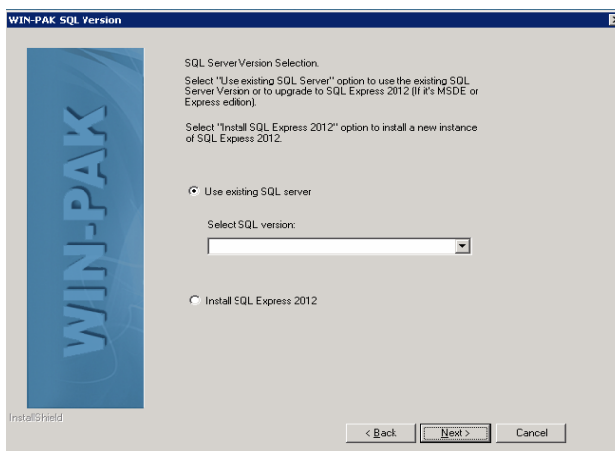 WIN-PAK SQL Version
WIN-PAK
SQL Server Version Selection.
Select "Use existing SQL Server" option to use the existing SQL
Server Version or to upgrade to SQL Express 2012 (If it's MSDE or
Express edition).
Select "Install SQL Express 2012" option to install a new instance
of SQL Express 2012.
Use existing SQL server
Select SQL version:
Install SQL Express 2012
InstallShield
< Back
Next >
Cancel